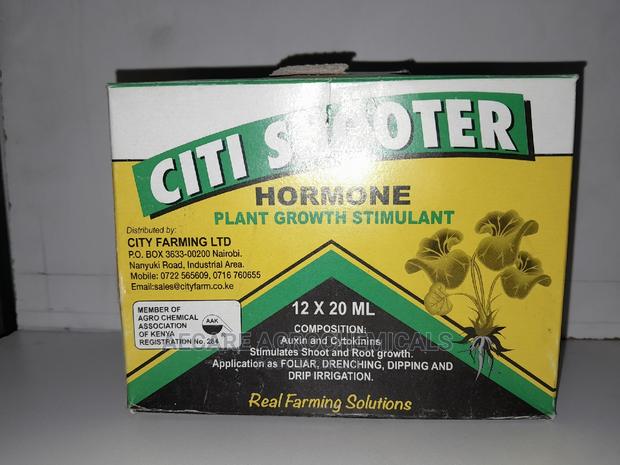 CITI SHOOTER
HORMONE
PLANT GROWTH STIMULANT
Distributed by:
CITY FARMING LTD
P.O. BOX 3633-00200 Nairobi.
Nanyuki Road, Industrial Area.
Mobile: 0722 565609, 0716 760655
Email:sales@cityfarm.co.ke
MEMBER OF
AGRO CHEMICAL
ASSOCIATION
OF KENYA
REGISTRATION No. 284
AAK
12 X 20 ML
COMPOSITION:
Auxin and Cytokinins
Stimulates Shoot and Root growth.
Application as FOLIAR, DRENCHING, DIPPING AND
DRIP IRRIGATION.
Real Farming Solutions